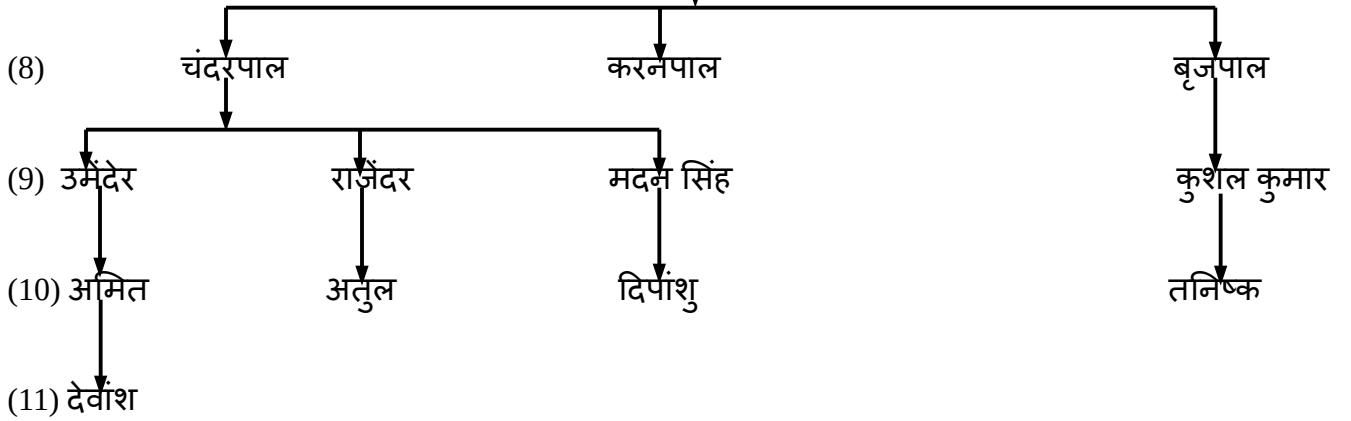 (8) चंदरपाल करनपाल बृजपाल
(9) उमेंदेर राजेंदर मदन सिंह कुशल कुमार
(10) अमित अतुल दिपांशु तनिष्क
(11) देवांश